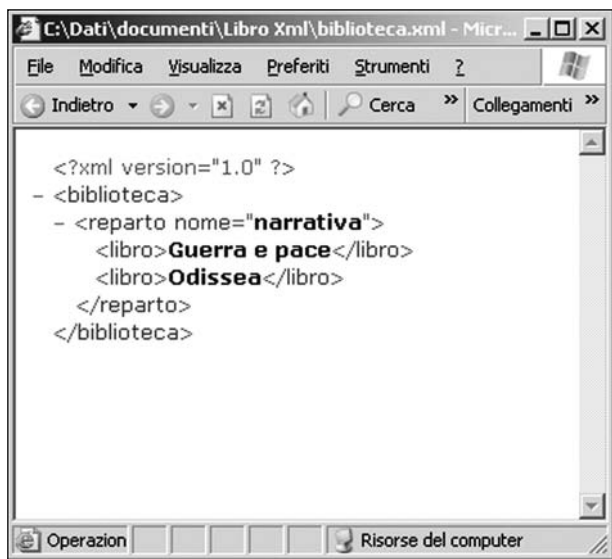 C:\Dati\documenti\Libro Xml\biblioteca.xml - Micr...
File Modifica Visualizza Preferiti Strumenti ?
Indietro Cerca » Collegamenti »
<?xml version="1.0" ?>
– <biblioteca>
– <reparto nome="narrativa">
<libro>Guerra e pace</libro>
<libro>Odissea</libro>
</reparto>
</biblioteca>
Operazion Risorse del computer